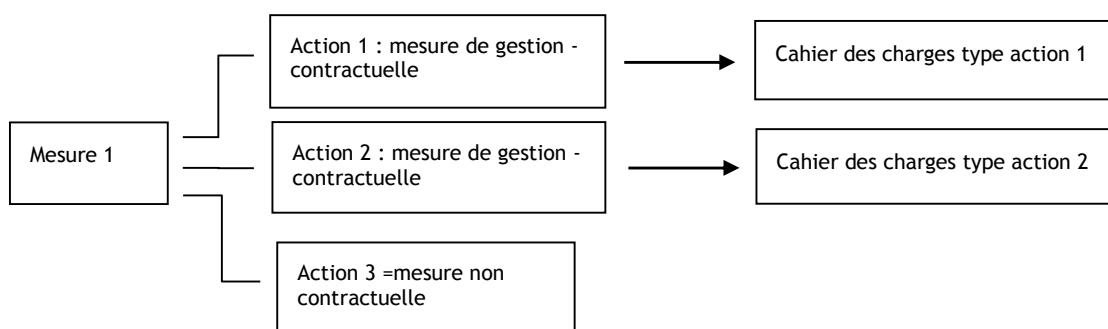 Action 1 : mesure de gestion -
contractuelle
Cahier des charges type action 1
Mesure 1
Action 2 : mesure de gestion -
contractuelle
Cahier des charges type action 2
Action 3 =mesure non
contractuelle